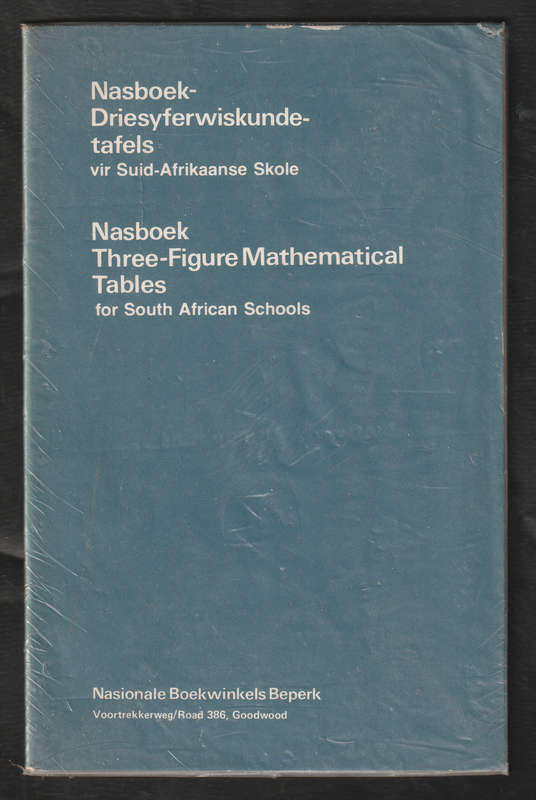 Nasboek-
Driesyferwiskunde-
tafels
vir Suid-Afrikaanse Skole
Nasboek
Three-Figure Mathematical
Tables
for South African Schools
Nasionale Boekwinkels Beperk
Voortrekkerweg/Road 386, Goodwood